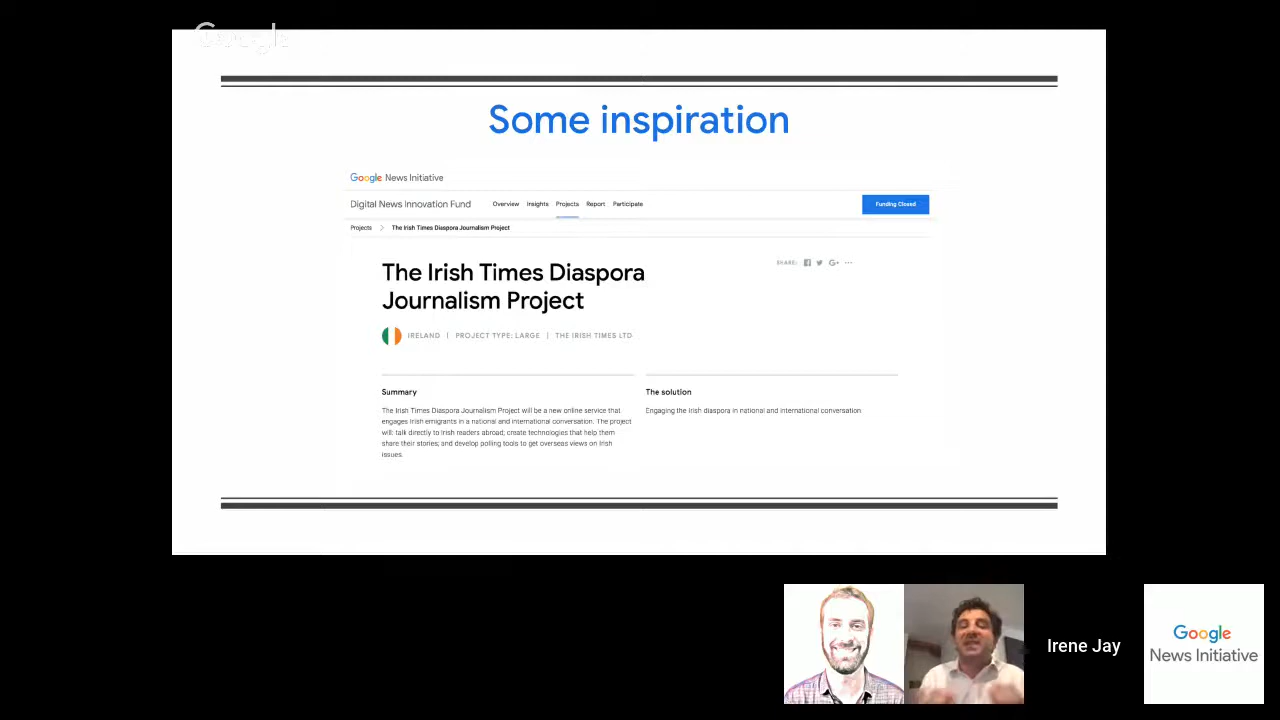 Google
Some inspiration
Google News Initiative
Digital News Innovation Fund Overview Insights Projects Report Participate Funding Closed
Projects The Irish Times Diaspora Journalism Project
SHARE:
The Irish Times Diaspora
Journalism Project
IRELAND | PROJECT TYPE: LARGE | THE IRISH TIMES LTD
Summary
The Irish Times Diaspora Journalism Project will be a new online service that
engages Irish emigrants in a national and international conversation. The project
will: talk directly to Irish readers abroad; create technologies that help them
share their stories; and develop polling tools to get overseas views on Irish
issues.
The solution
Engaging the Irish diaspora in national and international conversation
Irene Jay
Google
News Initiative